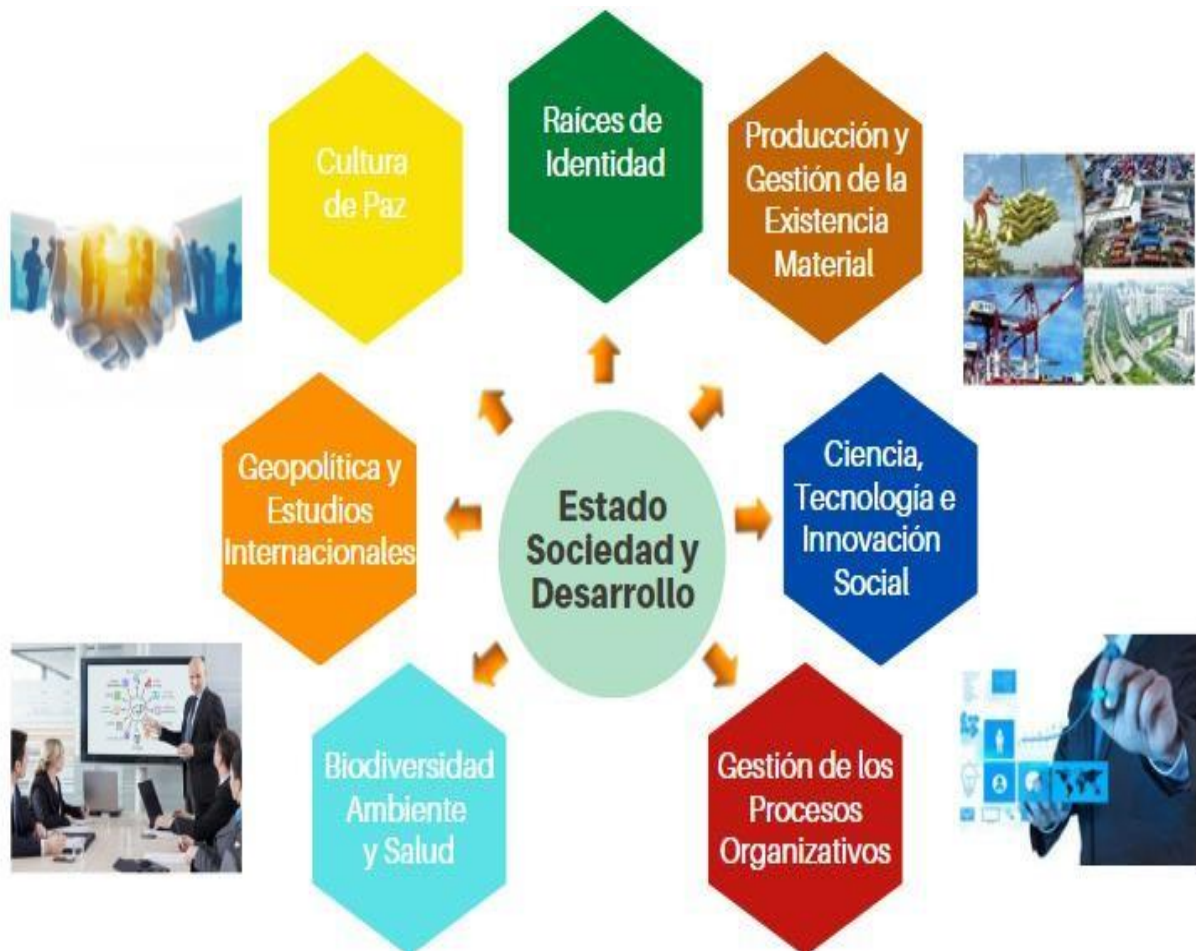 Raíces de
Identidad
Cultura
de Paz
Producción y
Gestión de la
Existencia
Material
Geopolítica y
Estudios
Internacionales
Estado
Sociedad y
Desarrollo
Ciencia,
Tecnología e
Innovación
Social
Biodiversidad
Ambiente
y Salud
Gestión de los
Procesos
Organizativos